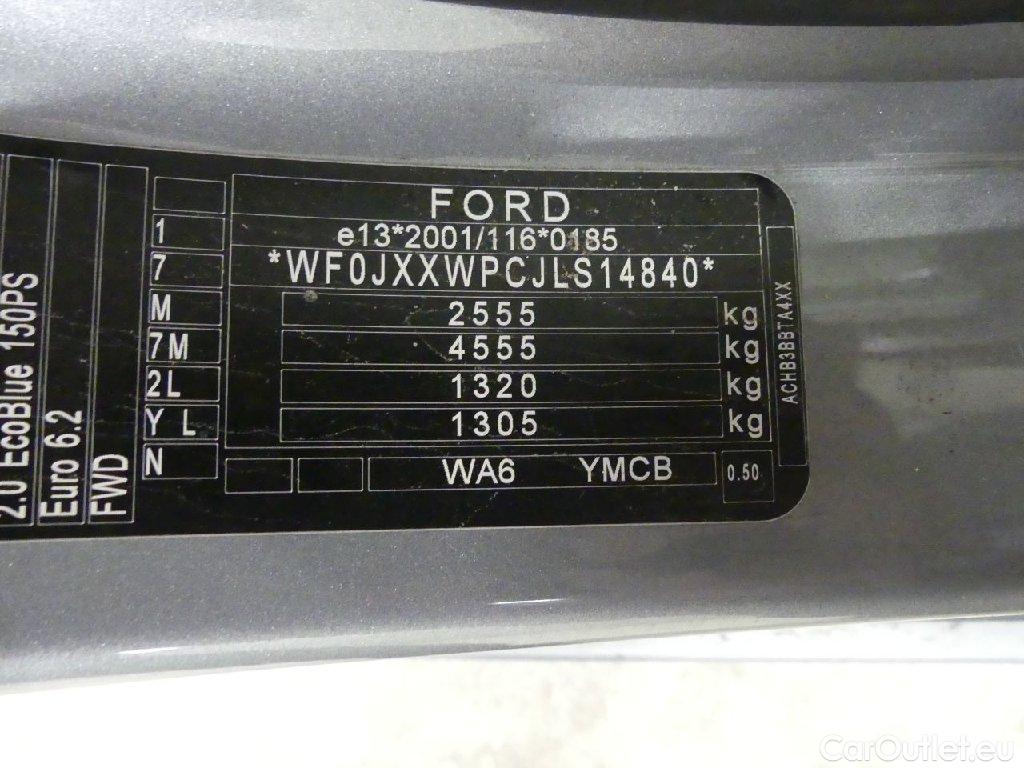 FORD
1 e13*2001/116*0185
7 *WF0JXXWPCJLS14840*
M 2555 kg
7M 4555 kg
2L 1320 kg
Y L 1305 kg
N WA6 YMCB 0.50
2.0 EcoBlue 150PS
Euro 6.2
FWD
ACHB3BBTA4XX
CarOutlet.eu